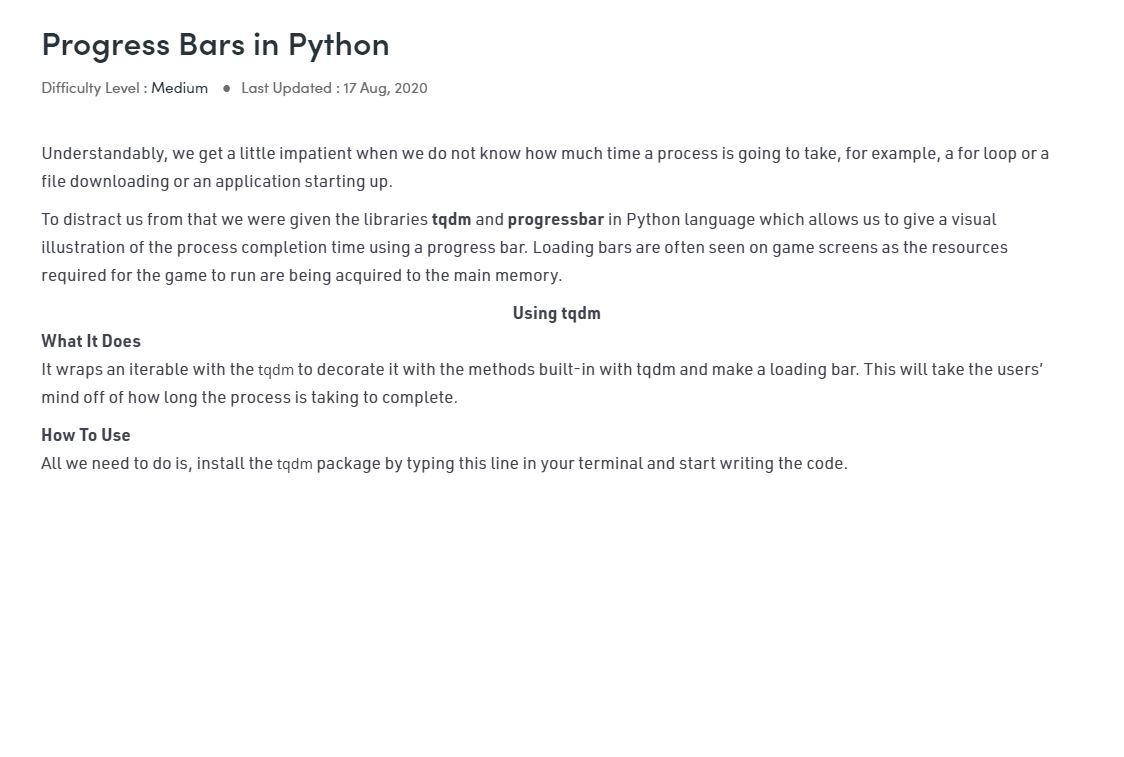 Progress Bars in Python
Difficulty Level : Medium ● Last Updated : 17 Aug, 2020
Understandably, we get a little impatient when we do not know how much time a process is going to take, for example, a for loop or a
file downloading or an application starting up.
To distract us from that we were given the libraries tqdm and progressbar in Python language which allows us to give a visual
illustration of the process completion time using a progress bar. Loading bars are often seen on game screens as the resources
required for the game to run are being acquired to the main memory.
Using tqdm
What It Does
It wraps an iterable with the tqdm to decorate it with the methods built-in with tqdm and make a loading bar. This will take the users’
mind off of how long the process is taking to complete.
How To Use
All we need to do is, install the tqdm package by typing this line in your terminal and start writing the code.